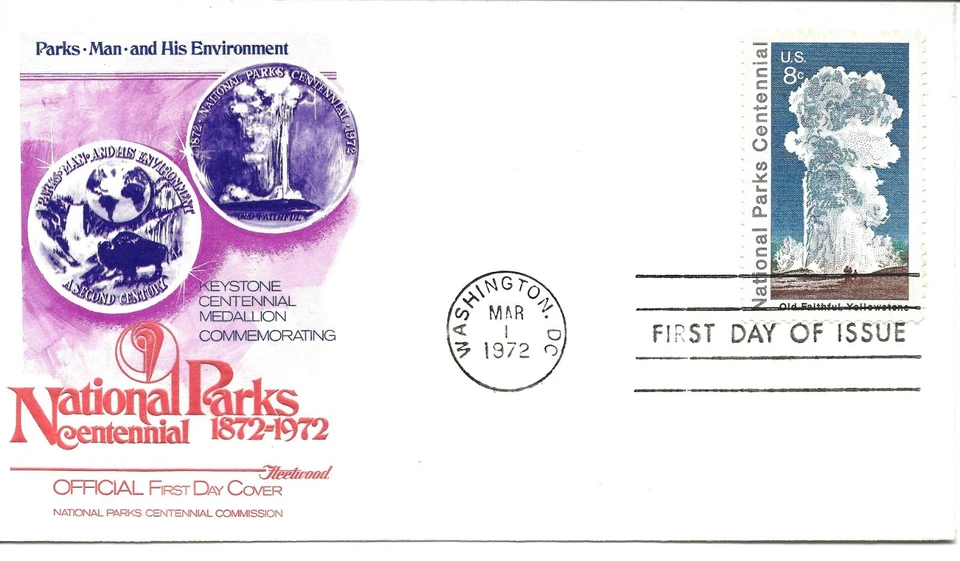 Parks · Man · and His Environment
1872 · NATIONAL PARKS CENTENNIAL · 1972
OLD FAITHFUL
PARKS · MAN · AND HIS ENVIRONMENT
A SECOND CENTURY
KEYSTONE
CENTENNIAL
MEDALLION
COMMEMORATING
National Parks
Centennial 1872-1972
Fleetwood
OFFICIAL FIRST DAY COVER
NATIONAL PARKS CENTENNIAL COMMISSION
WASHINGTON, DC
MAR
1
1972
National Parks Centennial
U.S.
8c
Old Faithful, Yellowstone
FIRST DAY OF ISSUE